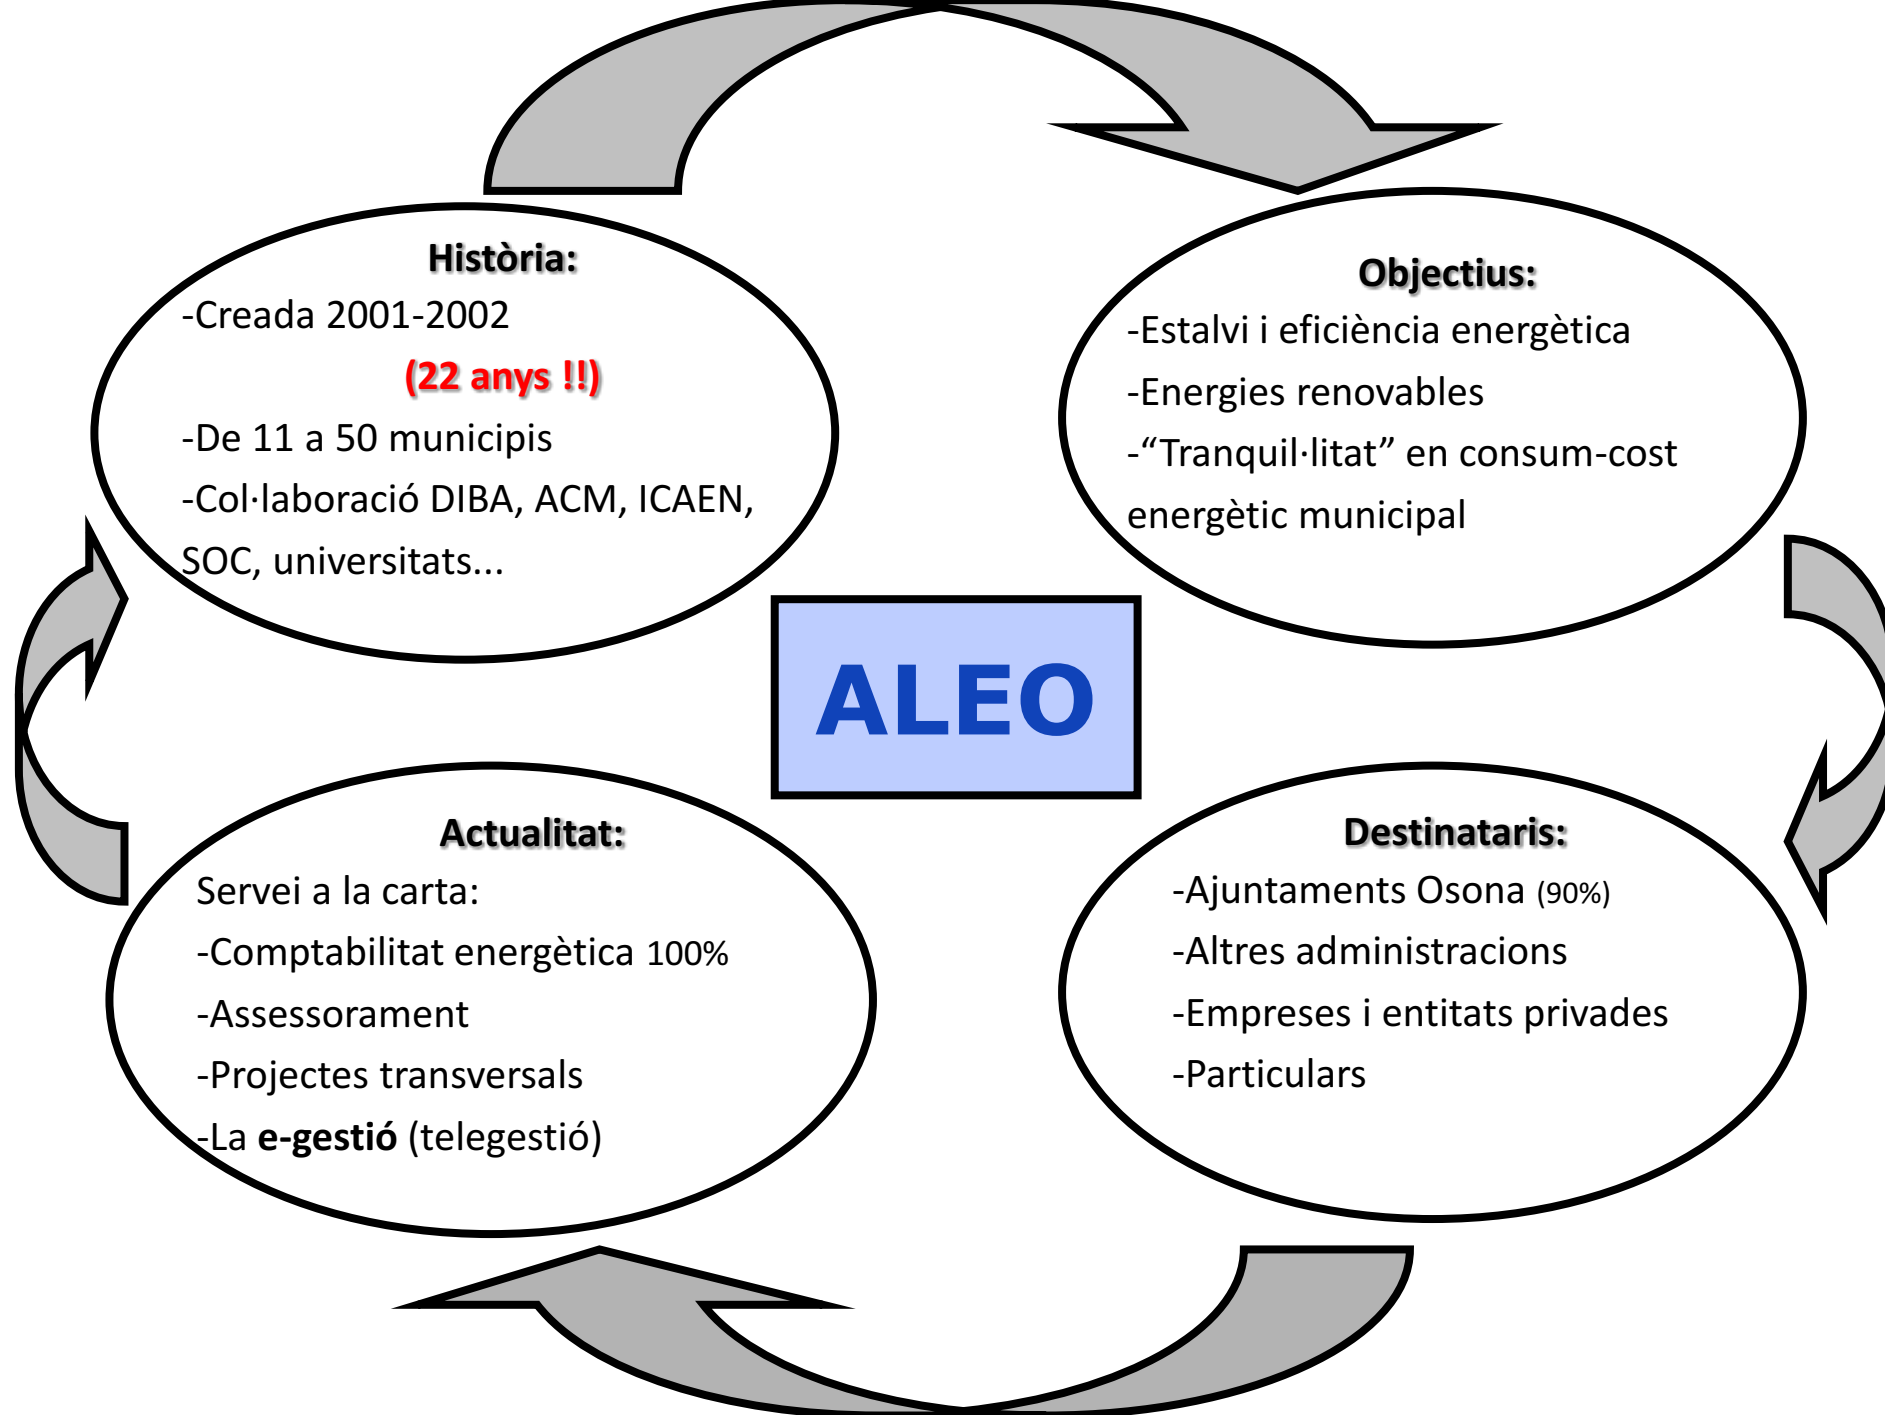 Història:
-Creada 2001-2002
(22 anys !!)
-De 11 a 50 municipis
-Col·laboració DIBA, ACM, ICAEN,
SOC, universitats...
Objectius:
-Estalvi i eficiència energètica
-Energies renovables
-“Tranquil·litat” en consum-cost
energètic municipal
ALEO
Actualitat:
Servei a la carta:
-Comptabilitat energètica 100%
-Assessorament
-Projectes transversals
-La e-gestió (telegestió)
Destinataris:
-Ajuntaments Osona (90%)
-Altres administracions
-Empreses i entitats privades
-Particulars